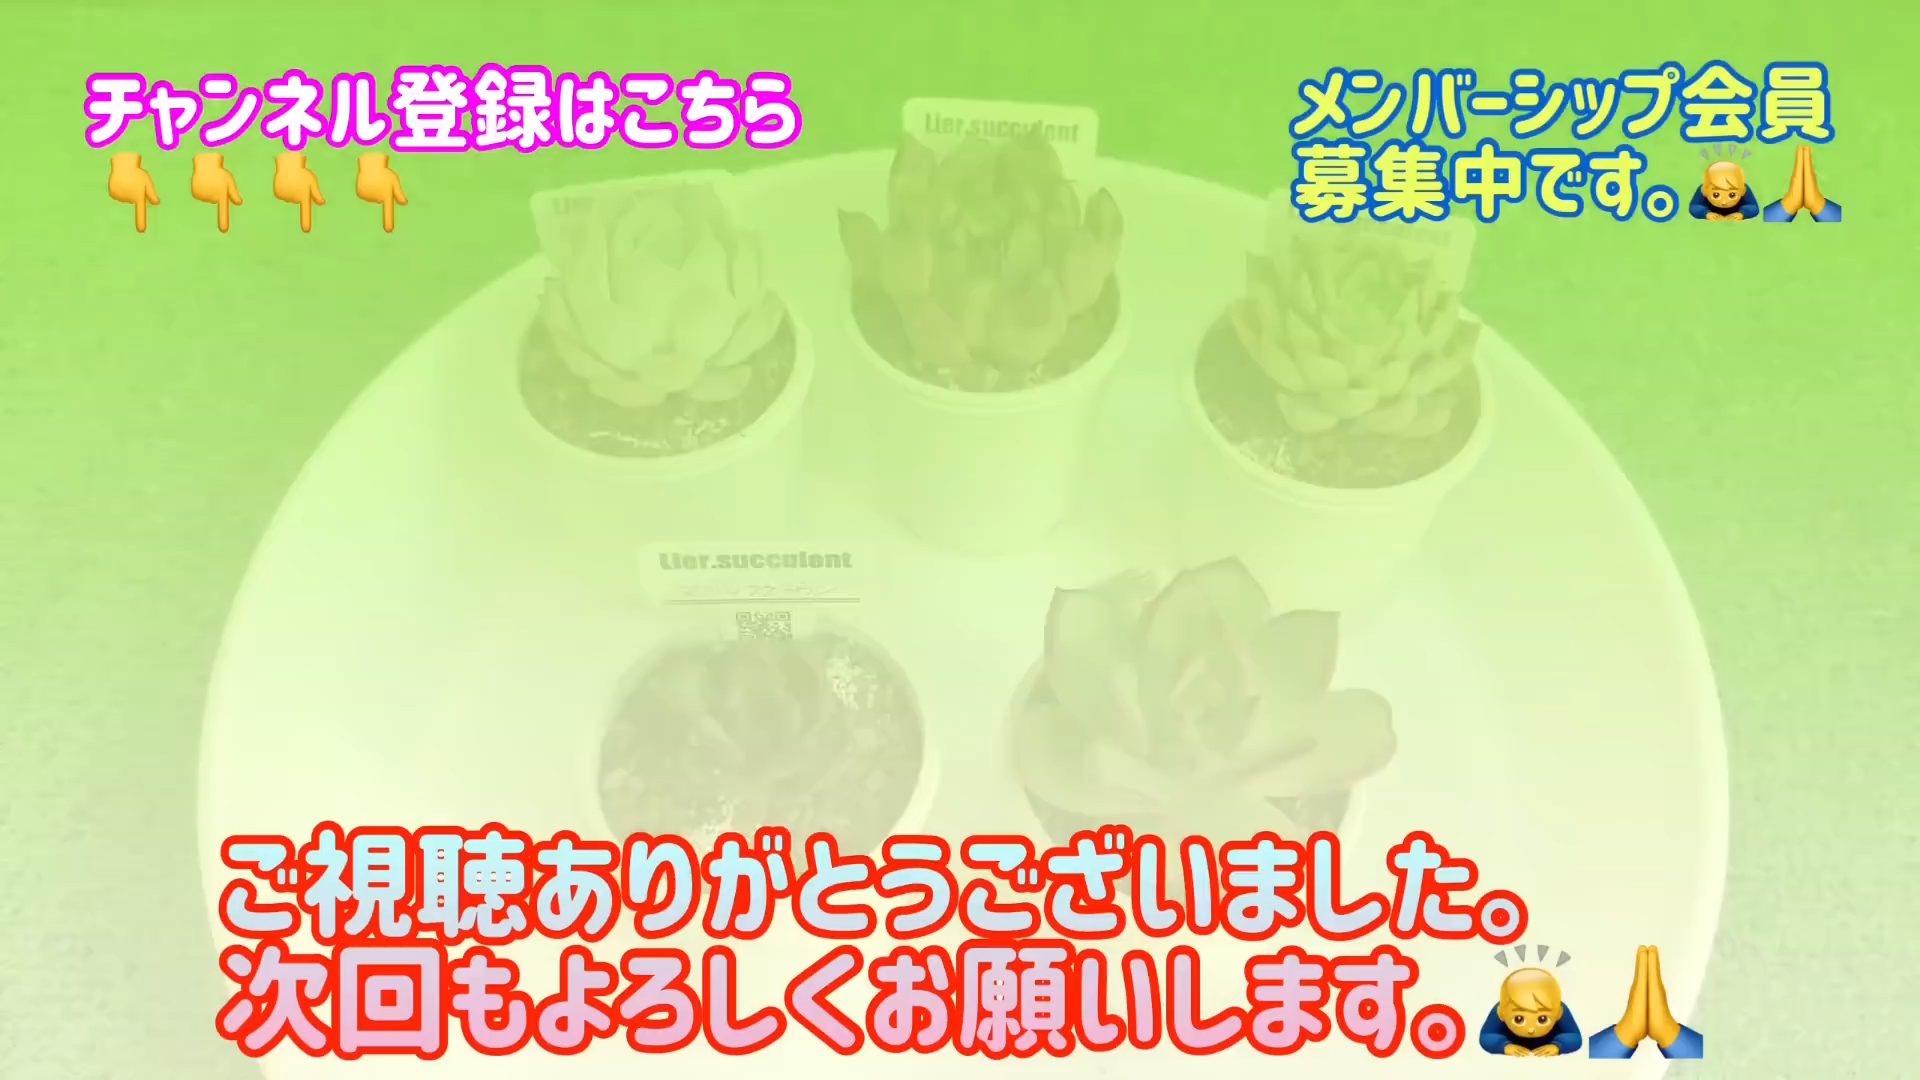 チャンネル登録はこちら
👇👇👇👇
メンバーシップ会員
募集中です。🙇🙏
Lier.succulent
Lier.succulent
ご視聴ありがとうございました。
次回もよろしくお願いします。🙇🙏